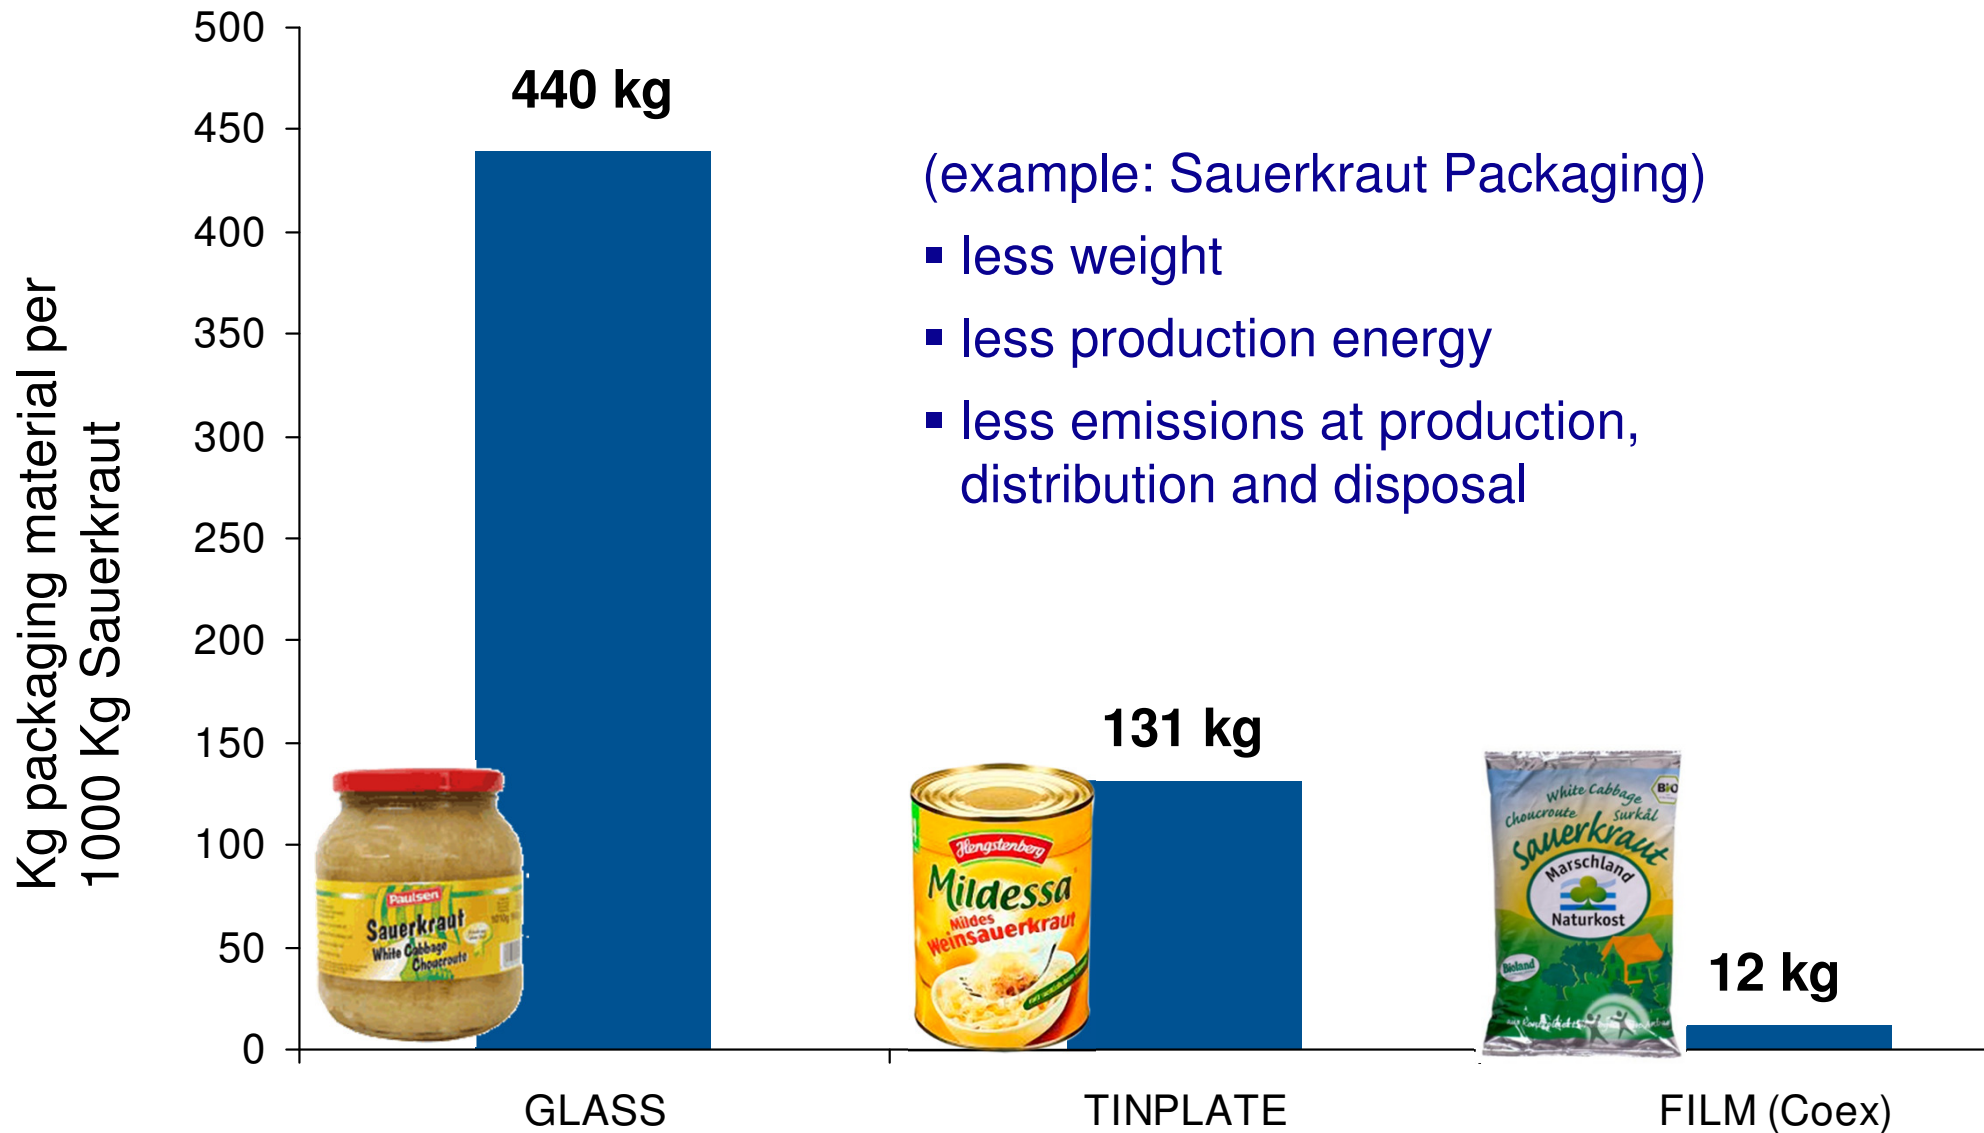 500
450
400
350
300
250
200
150
100
50
0
Kg packaging material per
1000 Kg Sauerkraut
440 kg
(example: Sauerkraut Packaging)
▪ less weight
▪ less production energy
▪ less emissions at production,
distribution and disposal
131 kg
12 kg
Paulsen
Sauerkraut
White Cabbage
Choucroute
Hengstenberg
Mildessa
Mildes
Weinsauerkraut
White Cabbage
Choucroute Surkål
BIO
Sauerkraut
Marschland
Naturkost
Bioland
GLASS
TINPLATE
FILM (Coex)